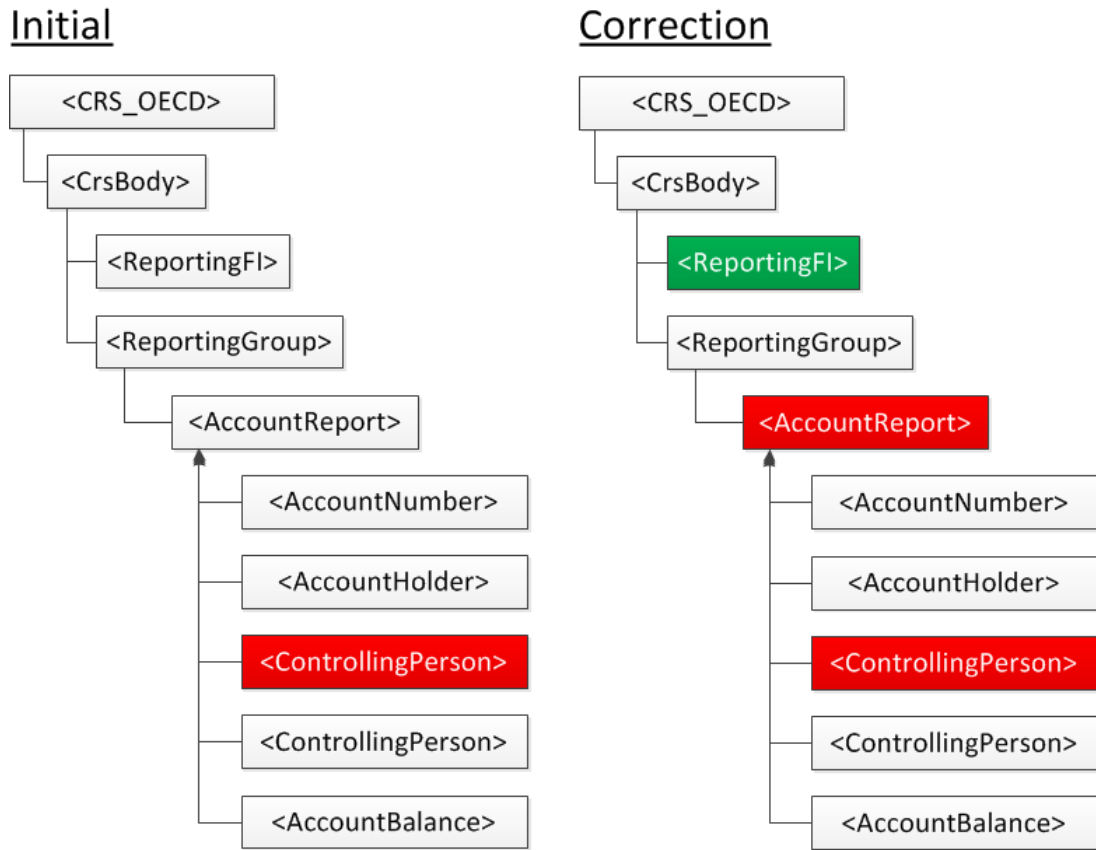 Initial
<CRS_OECD>
<CrsBody>
<ReportingFI>
<ReportingGroup>
<AccountReport>
<AccountNumber>
<AccountHolder>
<ControllingPerson>
<ControllingPerson>
<AccountBalance>
Correction
<CRS_OECD>
<CrsBody>
<ReportingFI>
<ReportingGroup>
<AccountReport>
<AccountNumber>
<AccountHolder>
<ControllingPerson>
<ControllingPerson>
<AccountBalance>